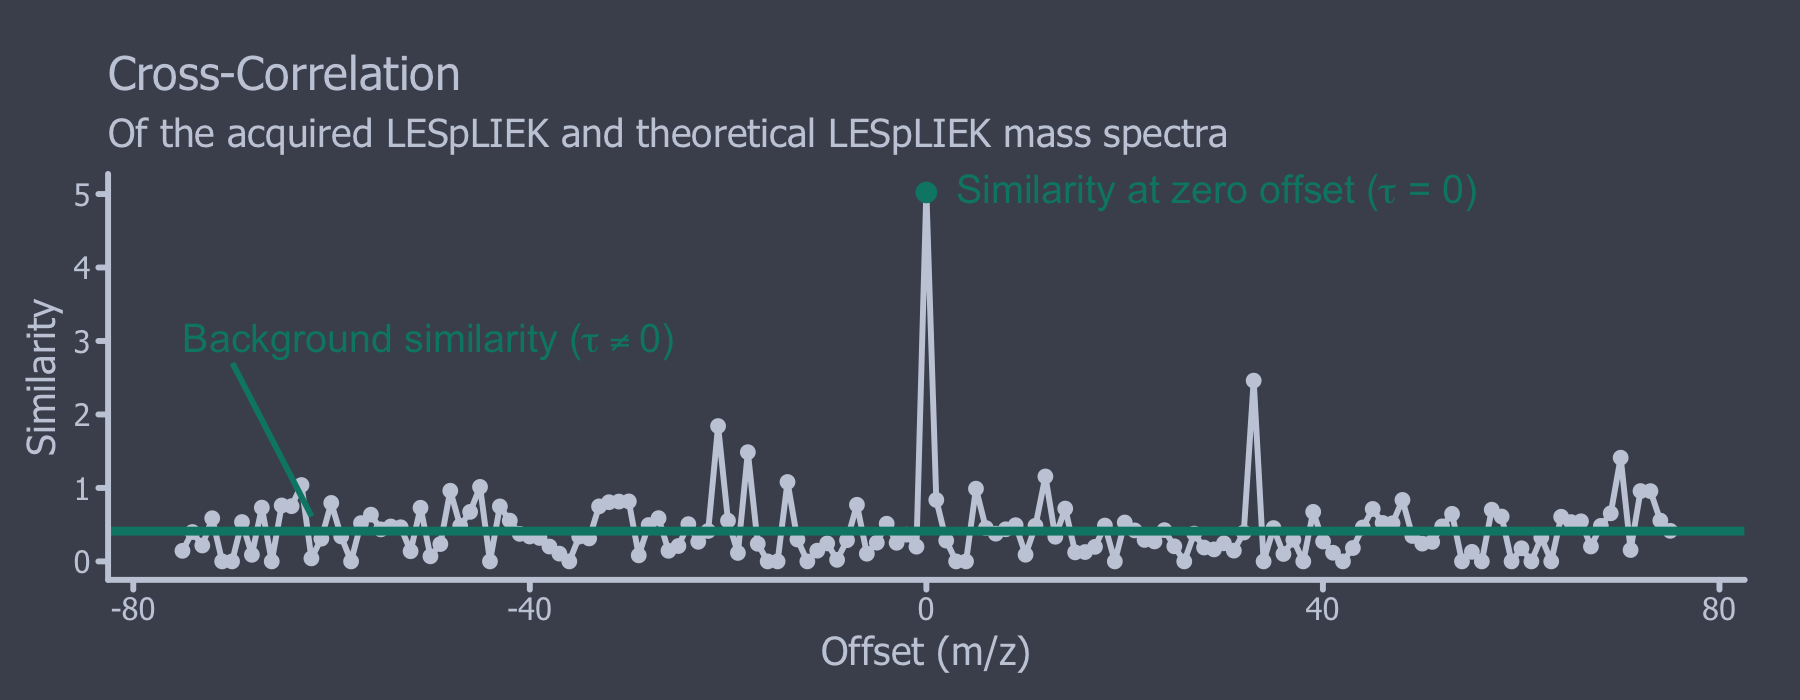 Cross-Correlation
Of the acquired LESpLIEK and theoretical LESpLIEK mass spectra
Similarity at zero offset (τ = 0)
Background similarity (τ ≠ 0)
Similarity
5
4
3
2
1
0
-80 -40 0 40 80
Offset (m/z)